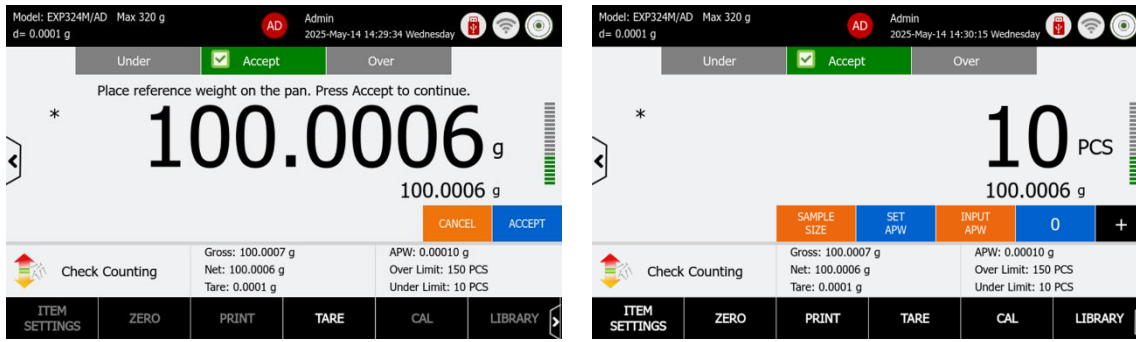 Model: EXP324M/AD Max 320 g
d= 0.0001 g
AD
Admin
2025-May-14 14:29:34 Wednesday
Under
Accept
Over
Place reference weight on the pan. Press Accept to continue.
* 100.0006 g
100.0006 g
CANCEL
ACCEPT
Check Counting
Gross: 100.0007 g
Net: 100.0006 g
Tare: 0.0001 g
APW: 0.00010 g
Over Limit: 150 PCS
Under Limit: 10 PCS
ITEM
SETTINGS
ZERO
PRINT
TARE
CAL
LIBRARY
Model: EXP324M/AD Max 320 g
d= 0.0001 g
AD
Admin
2025-May-14 14:30:15 Wednesday
Under
Accept
Over
* 10 PCS
100.0006 g
SAMPLE
SIZE
SET
APW
INPUT
APW
0
+
Check Counting
Gross: 100.0007 g
Net: 100.0006 g
Tare: 0.0001 g
APW: 0.00010 g
Over Limit: 150 PCS
Under Limit: 10 PCS
ITEM
SETTINGS
ZERO
PRINT
TARE
CAL
LIBRARY